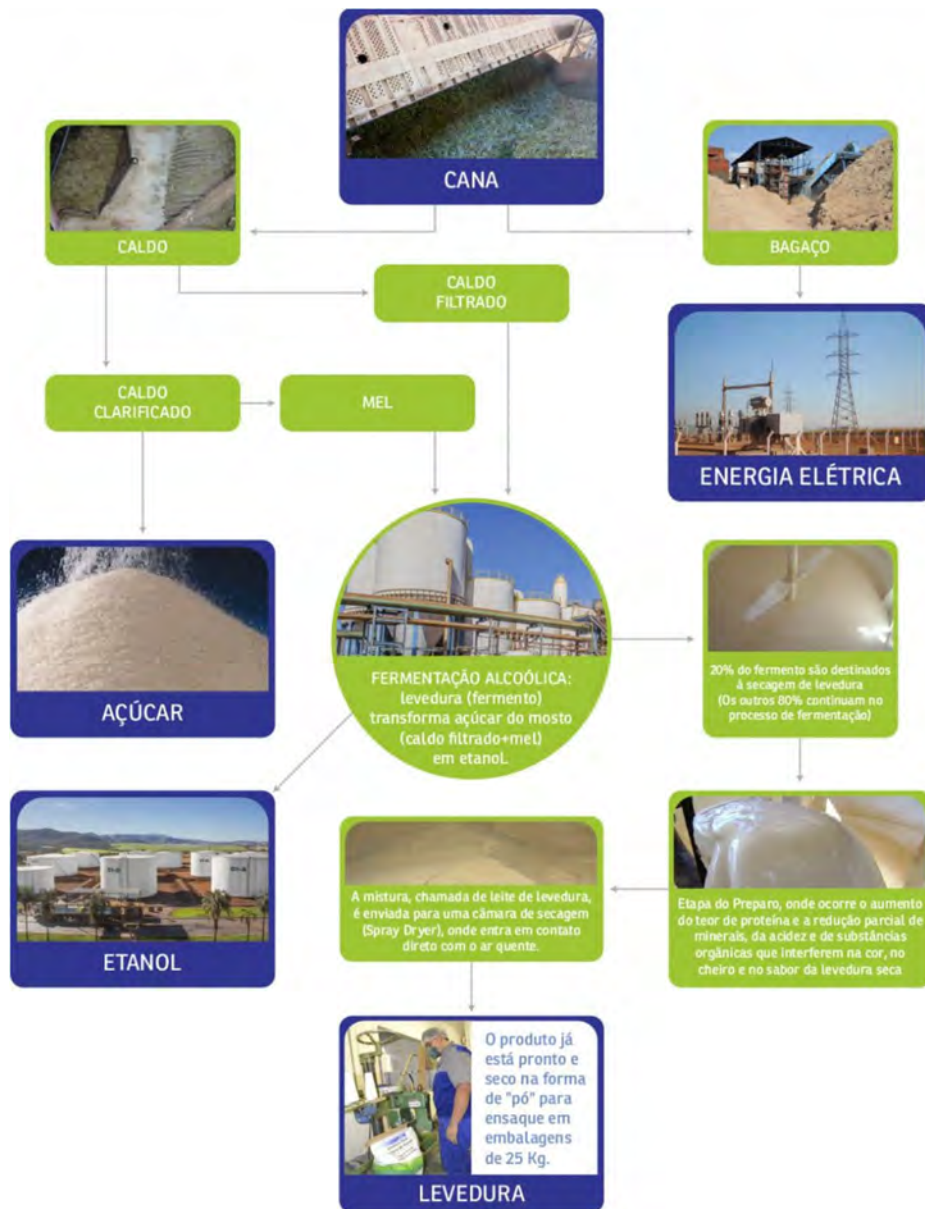 CANA
CALDO
BAGAÇO
CALDO
FILTRADO
CALDO
CLARIFICADO
MEL
ENERGIA ELÉTRICA
AÇÚCAR
FERMENTAÇÃO ALCOÓLICA:
levedura (fermento)
transforma açúcar do mosto
(caldo filtrado+mel)
em etanol.
20% do fermento são destinados
à secagem de levedura
(Os outros 80% continuam no
processo de fermentação)
ETANOL
A mistura, chamada de leite de levedura,
é enviada para uma câmara de secagem
(Spray Dryer), onde entra em contato
direto com o ar quente.
Etapa do Preparo, onde ocorre o aumento
do teor de proteína e a redução parcial de
minerais, da acidez e de substâncias
orgânicas que interferem na cor, no
cheiro e no sabor da levedura seca
O produto já
está pronto e
seco na forma
de "pó" para
ensaque em
embalagens
de 25 Kg.
LEVEDURA